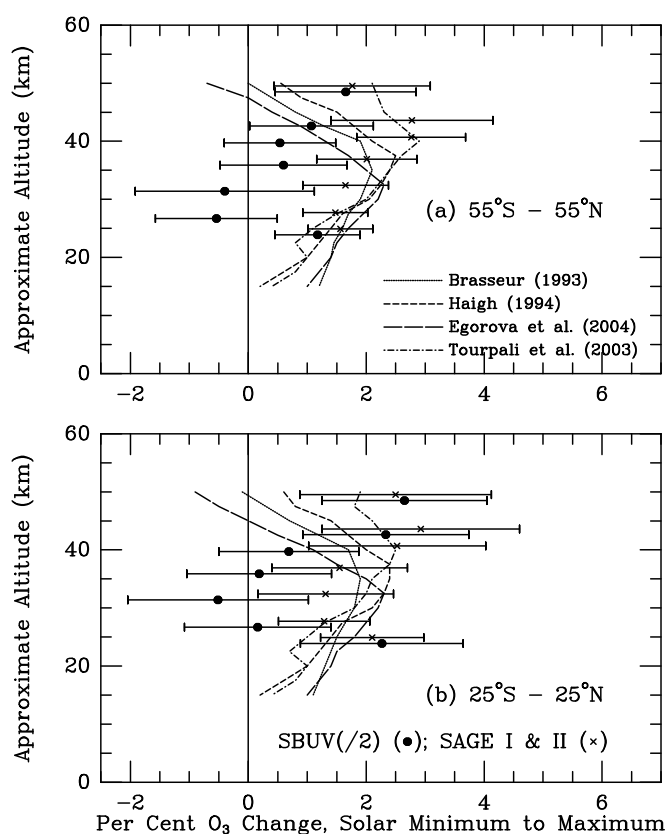 60
40
20
0
Approximate Altitude (km)
(a) 55°S – 55°N
Brasseur (1993)
Haigh (1994)
Egorova et al. (2004)
Tourpali et al. (2003)
−2 0 2 4 6
60
40
20
0
Approximate Altitude (km)
(b) 25°S – 25°N
SBUV(/2) (●); SAGE I & II (×)
−2 0 2 4 6
Per Cent O₃ Change, Solar Minimum to Maximum